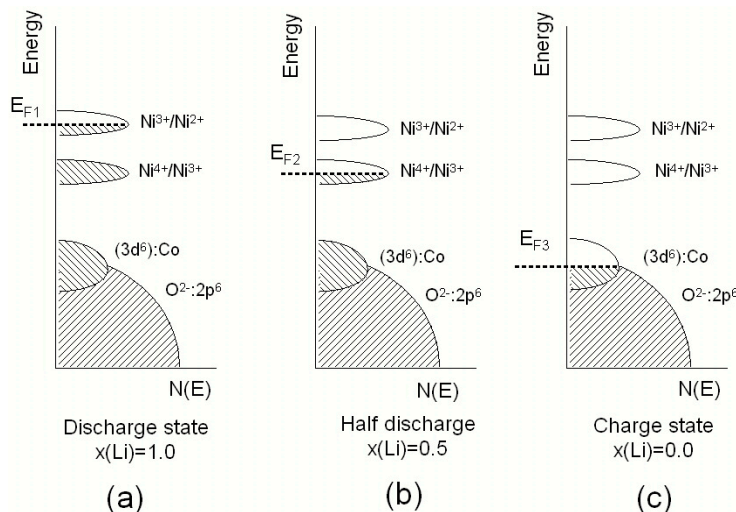 Energy
E_F1
Ni³⁺/Ni²⁺
Ni⁴⁺/Ni³⁺
(3d⁶):Co
O²⁻:2p⁶
N(E)
Discharge state
x(Li)=1.0
(a)
Energy
E_F2
Ni³⁺/Ni²⁺
Ni⁴⁺/Ni³⁺
(3d⁶):Co
O²⁻:2p⁶
N(E)
Half discharge
x(Li)=0.5
(b)
Energy
E_F3
Ni³⁺/Ni²⁺
Ni⁴⁺/Ni³⁺
(3d⁶):Co
O²⁻:2p⁶
N(E)
Charge state
x(Li)=0.0
(c)